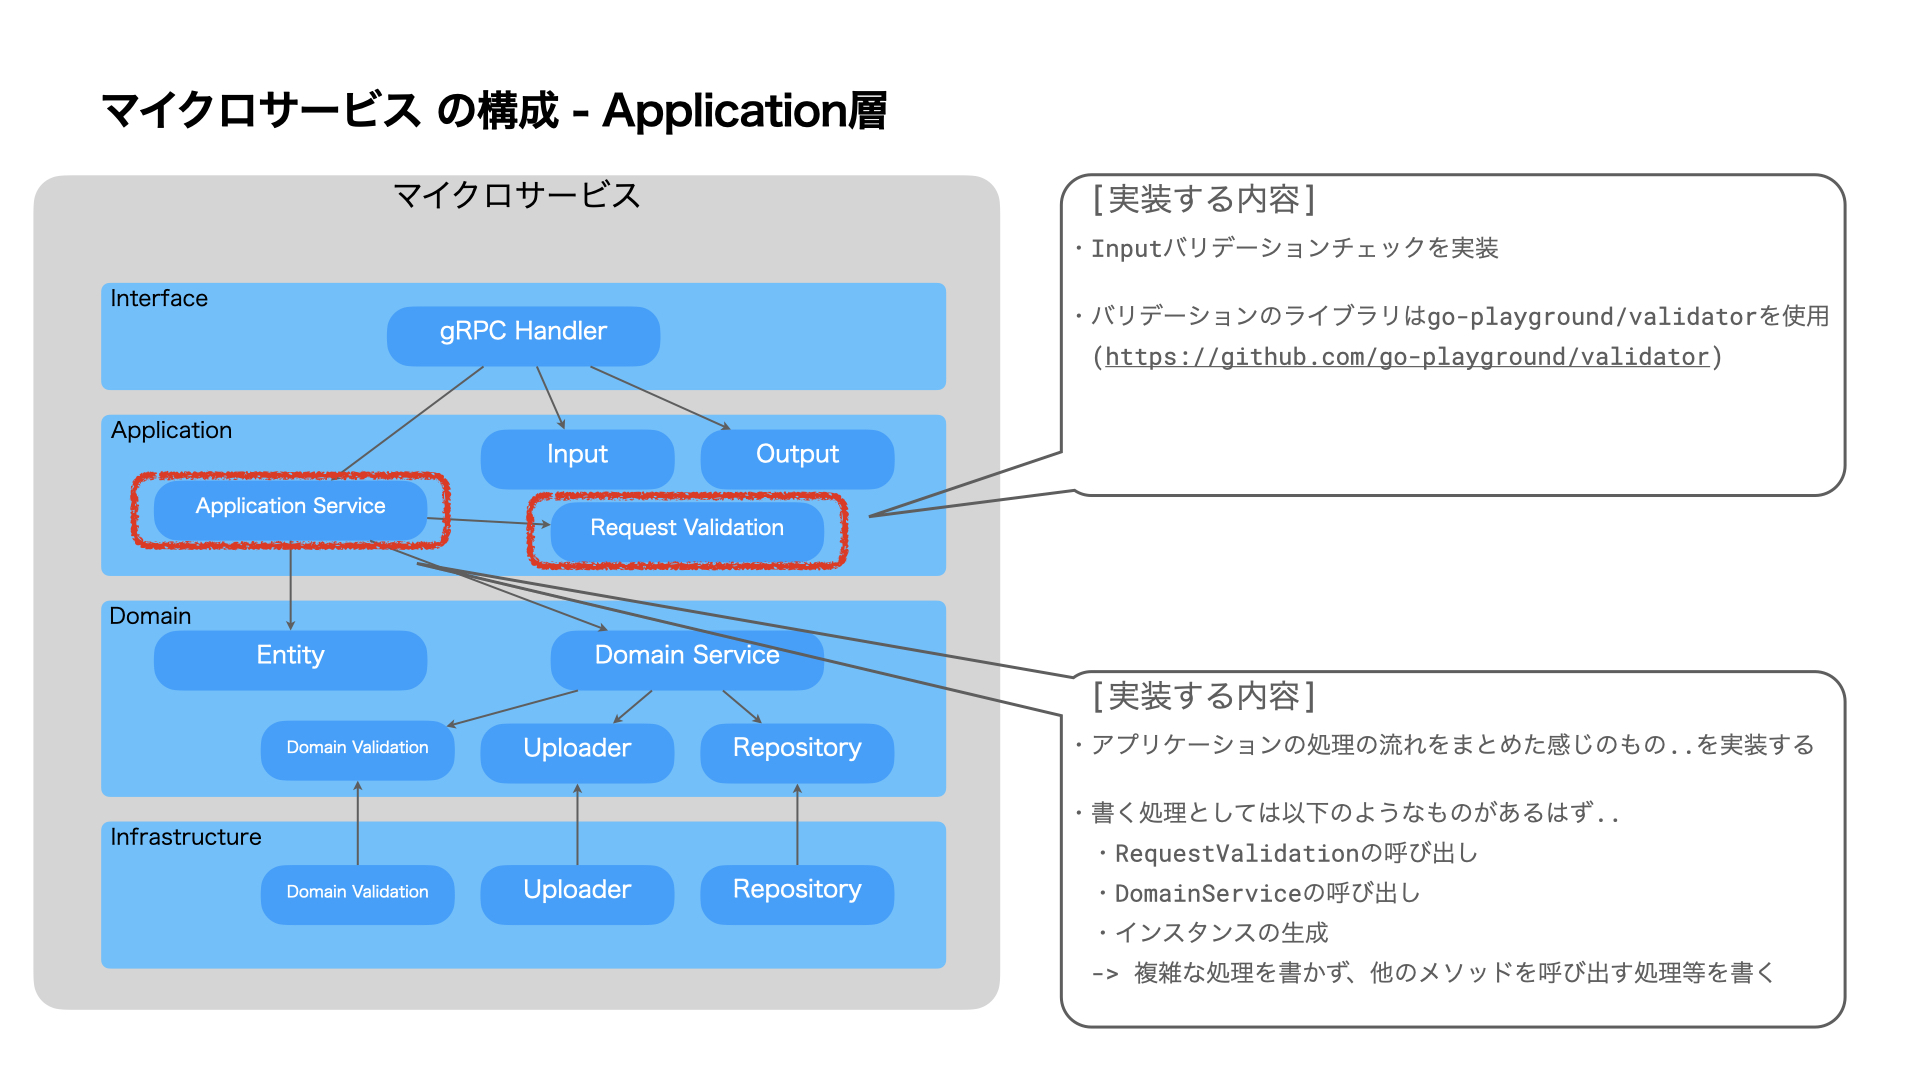 マイクロサービス の構成 - Application層
マイクロサービス
Interface
gRPC Handler
Application
Input
Output
Application Service
Request Validation
Domain
Entity
Domain Service
Domain Validation
Uploader
Repository
Infrastructure
Domain Validation
Uploader
Repository
[実装する内容]
・Inputバリデーションチェックを実装
・バリデーションのライブラリはgo-playground/validatorを使用
(https://github.com/go-playground/validator)
[実装する内容]
・アプリケーションの処理の流れをまとめた感じのもの..を実装する
・書く処理としては以下のようなものがあるはず..
・RequestValidationの呼び出し
・DomainServiceの呼び出し
・インスタンスの生成
-> 複雑な処理を書かず、他のメソッドを呼び出す処理等を書く